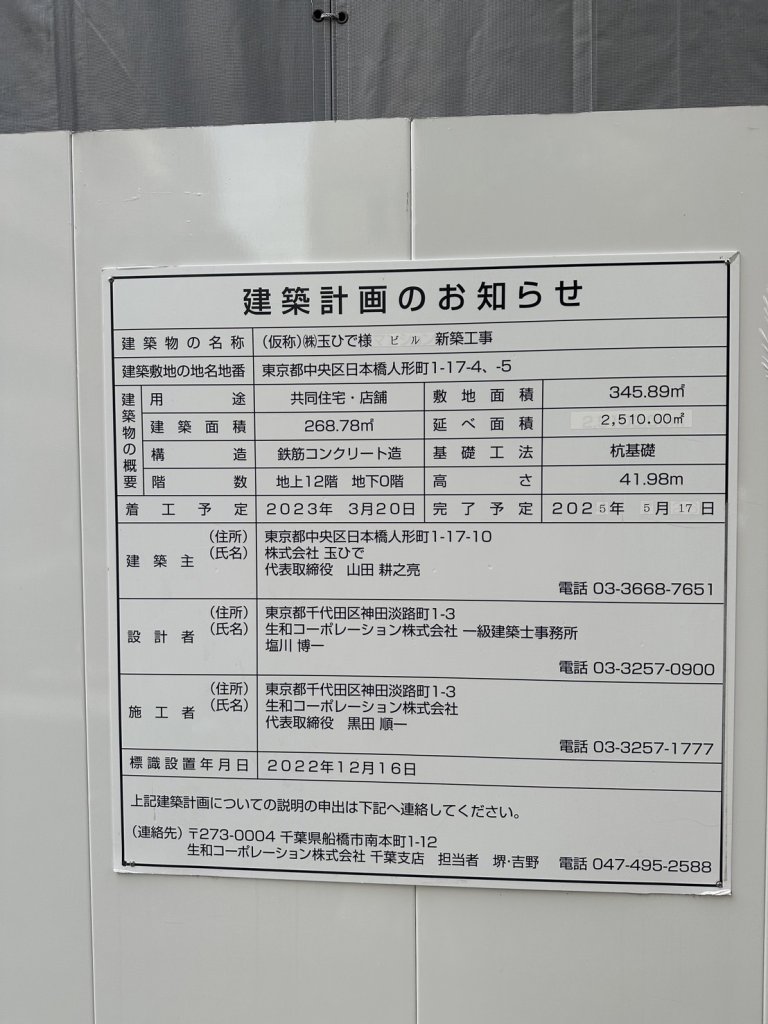 建築計画のお知らせ
建築物の名称 (仮称)㈱玉ひで様 ビル 新築工事
建築敷地の地名地番 東京都中央区日本橋人形町1-17-4、-5
建築物の概要
用途 共同住宅・店舗 敷地面積 345.89㎡
建築面積 268.78㎡ 延べ面積 2,510.00㎡
構造 鉄筋コンクリート造 基礎工法 杭基礎
階数 地上12階 地下0階 高さ 41.98m
着工予定 2023年 3月20日 完了予定 2025年 5月17日
建築主 (住所) 東京都中央区日本橋人形町1-17-10
(氏名) 株式会社 玉ひで
代表取締役 山田 耕之亮
電話 03-3668-7651
設計者 (住所) 東京都千代田区神田淡路町1-3
(氏名) 生和コーポレーション株式会社 一級建築士事務所
塩川 博一
電話 03-3257-0900
施工者 (住所) 東京都千代田区神田淡路町1-3
(氏名) 生和コーポレーション株式会社
代表取締役 黒田 順一
電話 03-3257-1777
標識設置年月日 2022年12月16日
上記建築計画についての説明の申出は下記へ連絡してください。
(連絡先) 〒273-0004 千葉県船橋市南本町1-12
生和コーポレーション株式会社 千葉支店 担当者 堺・吉野 電話 047-495-2588